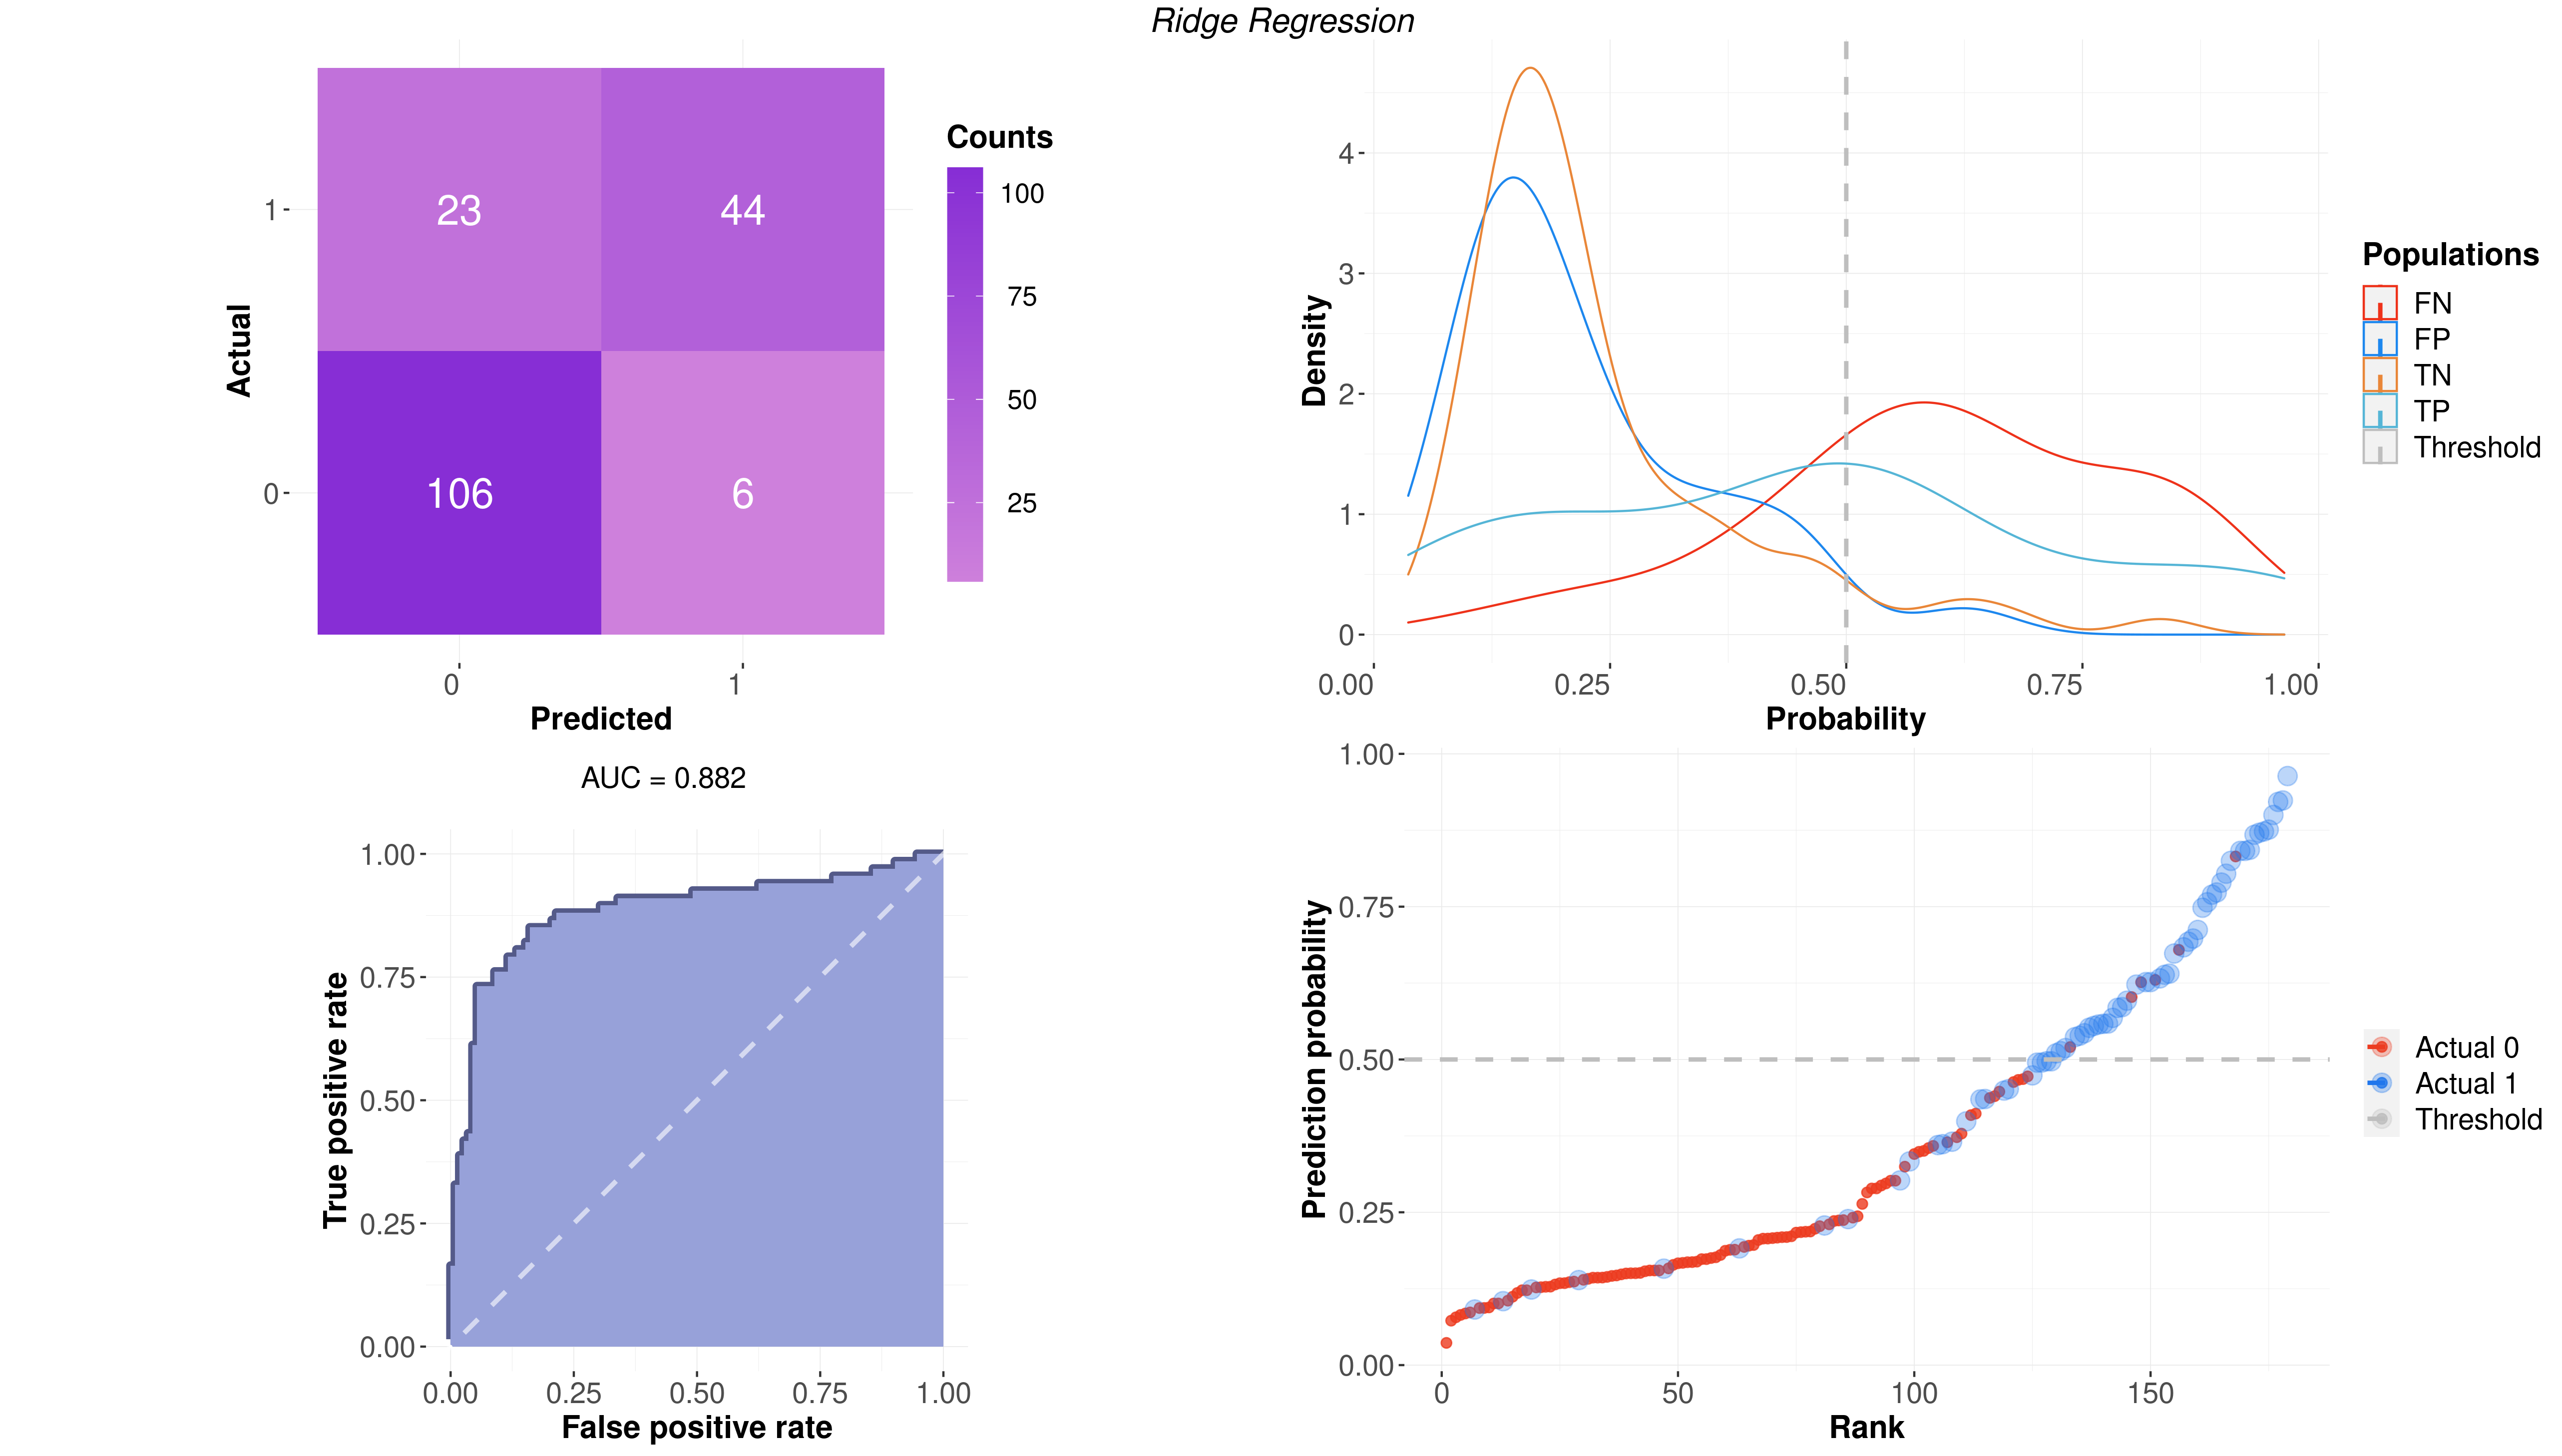 Ridge Regression
Actual
1
0
23
44
106
6
0
1
Predicted
Counts
100
75
50
25
Density
4
3
2
1
0
0.00
0.25
0.50
0.75
1.00
Probability
Populations
FN
FP
TN
TP
Threshold
AUC = 0.882
True positive rate
1.00
0.75
0.50
0.25
0.00
0.00
0.25
0.50
0.75
1.00
False positive rate
Prediction probability
1.00
0.75
0.50
0.25
0.00
0
50
100
150
Rank
Actual 0
Actual 1
Threshold